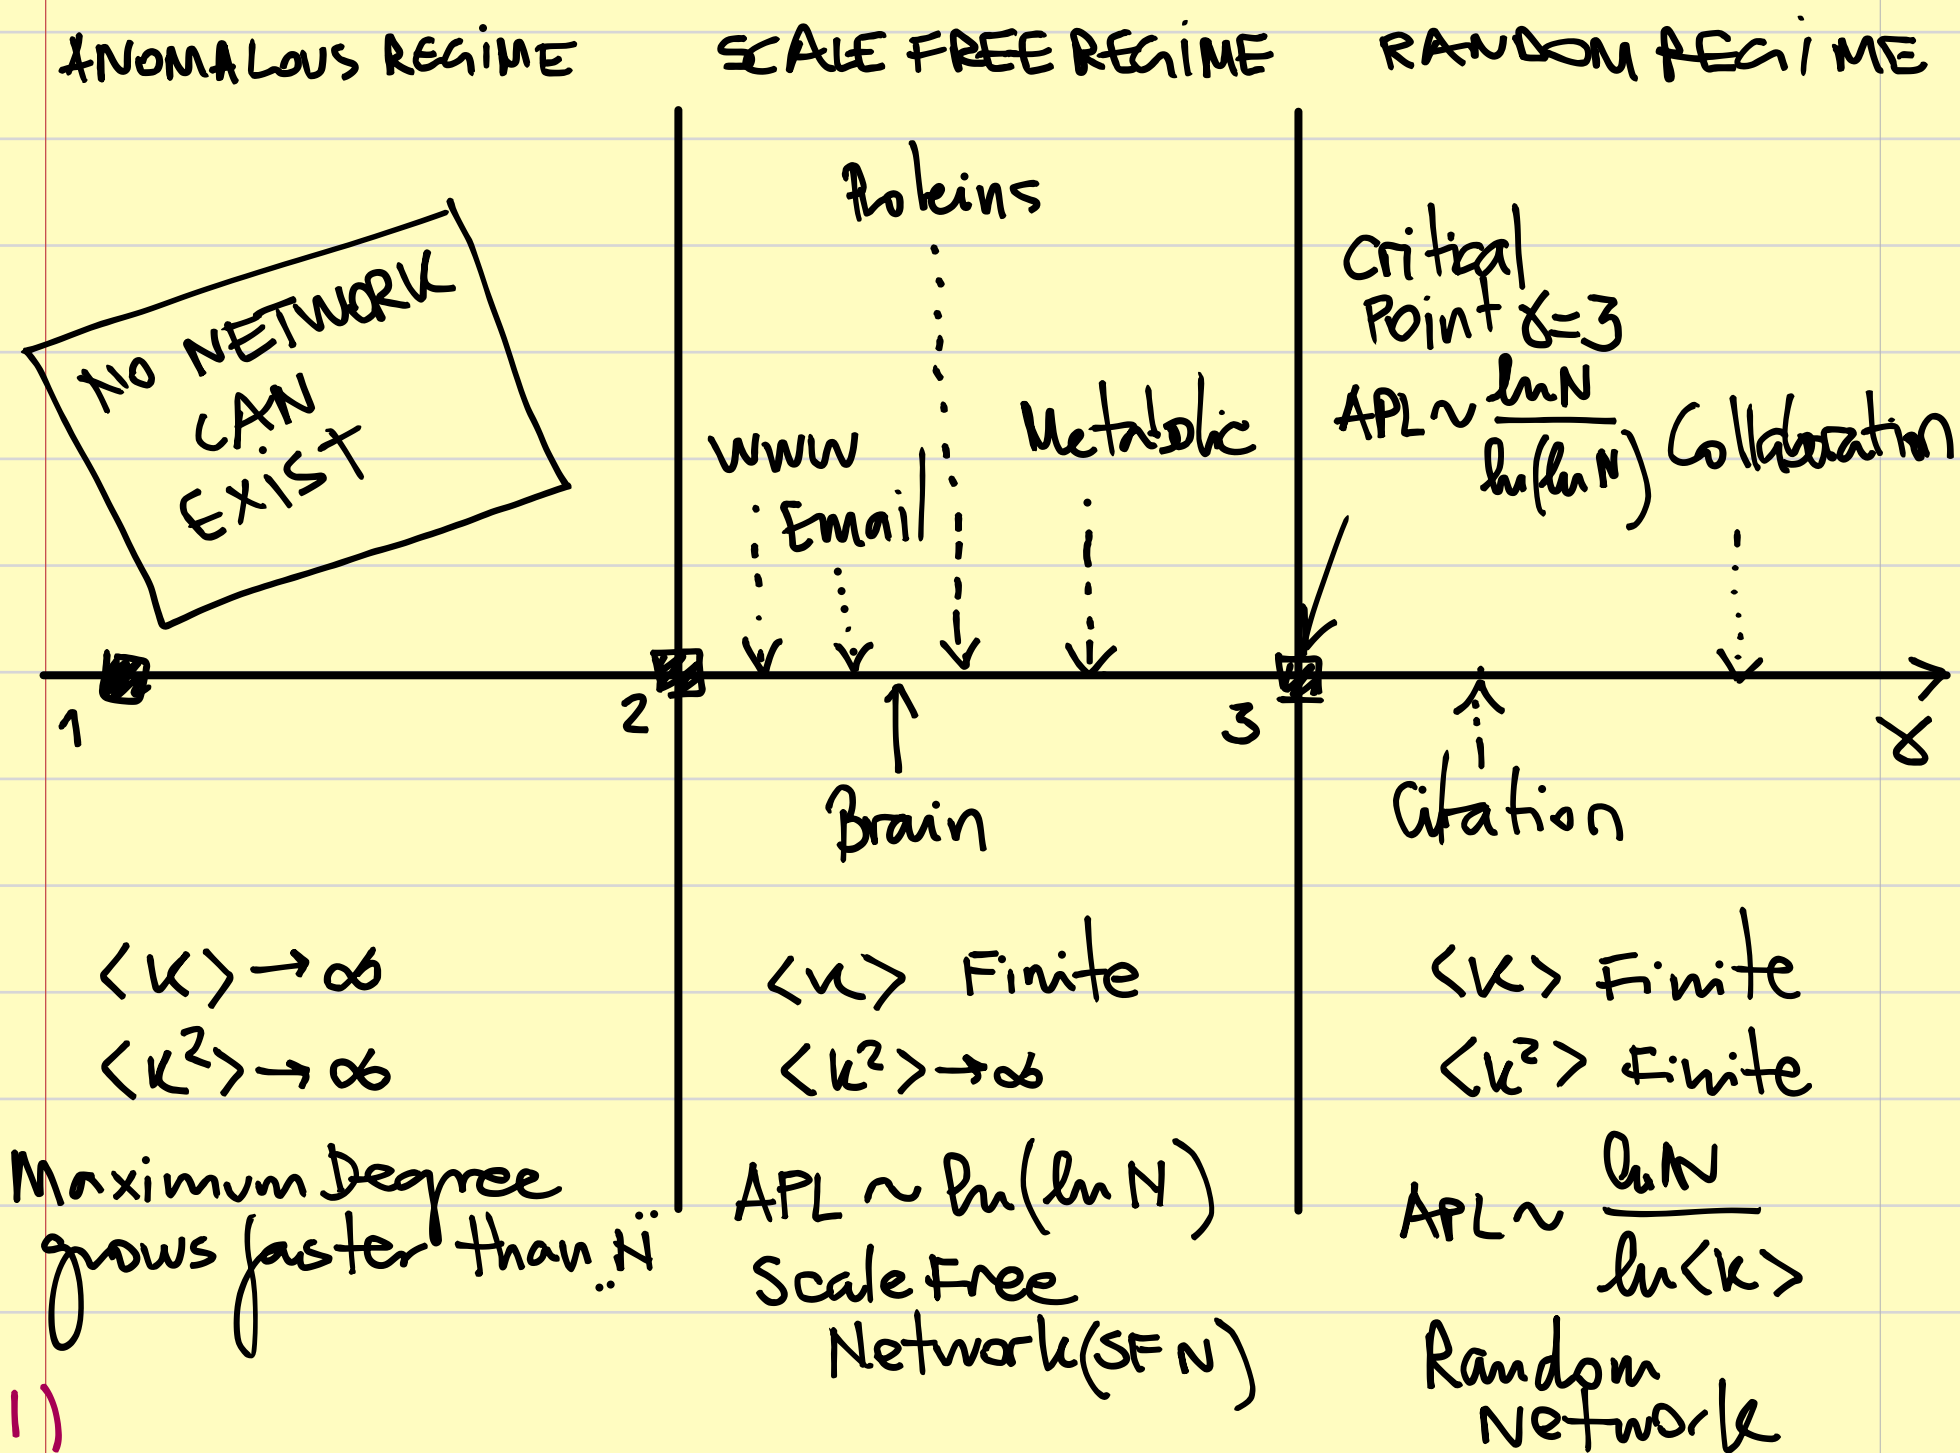 ANOMALOUS REGiME
SCALE FREE REGiME
RANDOM REGiME
NO NETWORK
CAN
EXiST
Proteins
WWW
Email
Metabolic
Critical
Point γ=3
APL ~ lnN / ln(lnN)
Collaboration
1
2
3
γ
Brain
Citation
<k> → ∞
<k²> → ∞
Maximum Degree
grows faster than "N"
<k> Finite
<k²> → ∞
APL ~ ln(ln N)
Scale Free
Network (SFN)
<k> Finite
<k²> Finite
APL ~ lnN / ln<k>
Random
Network
1)